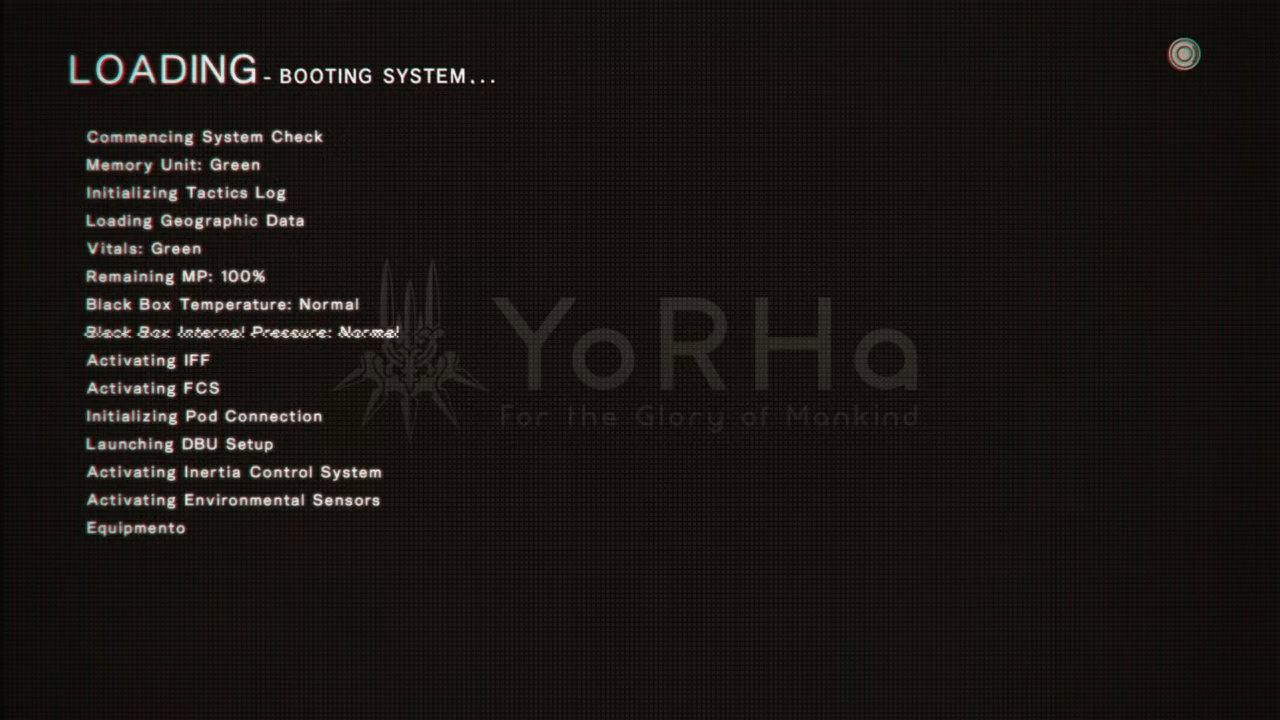 LOADING - BOOTING SYSTEM...
Commencing System Check
Memory Unit: Green
Initializing Tactics Log
Loading Geographic Data
Vitals: Green
Remaining MP: 100%
Black Box Temperature: Normal
Black Box Internal Pressure: Normal
Activating IFF
Activating FCS
Initializing Pod Connection
Launching DBU Setup
Activating Inertia Control System
Activating Environmental Sensors
Equipmento
YoRHa
For the Glory of Mankind